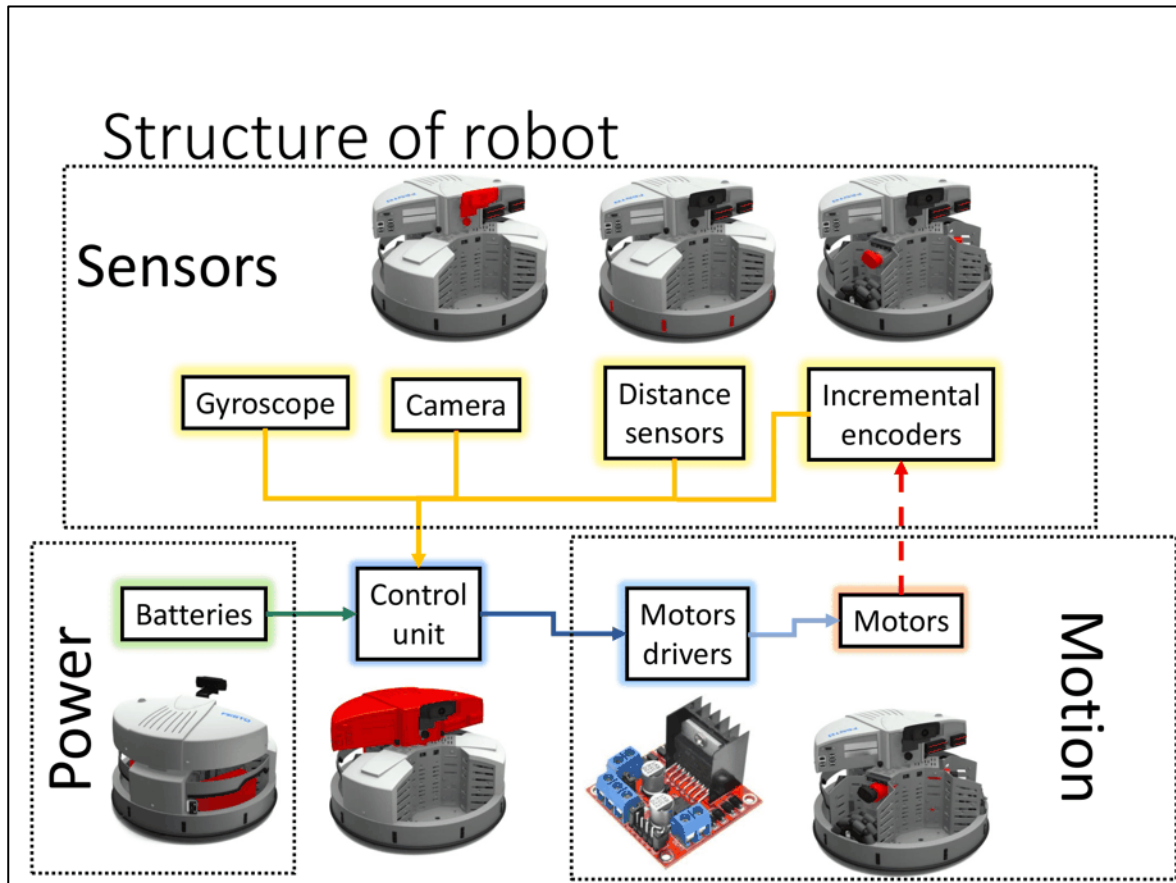 Structure of robot
Sensors
Gyroscope
Camera
Distance
sensors
Incremental
encoders
Power
Batteries
Control
unit
Motors
drivers
Motors
Motion